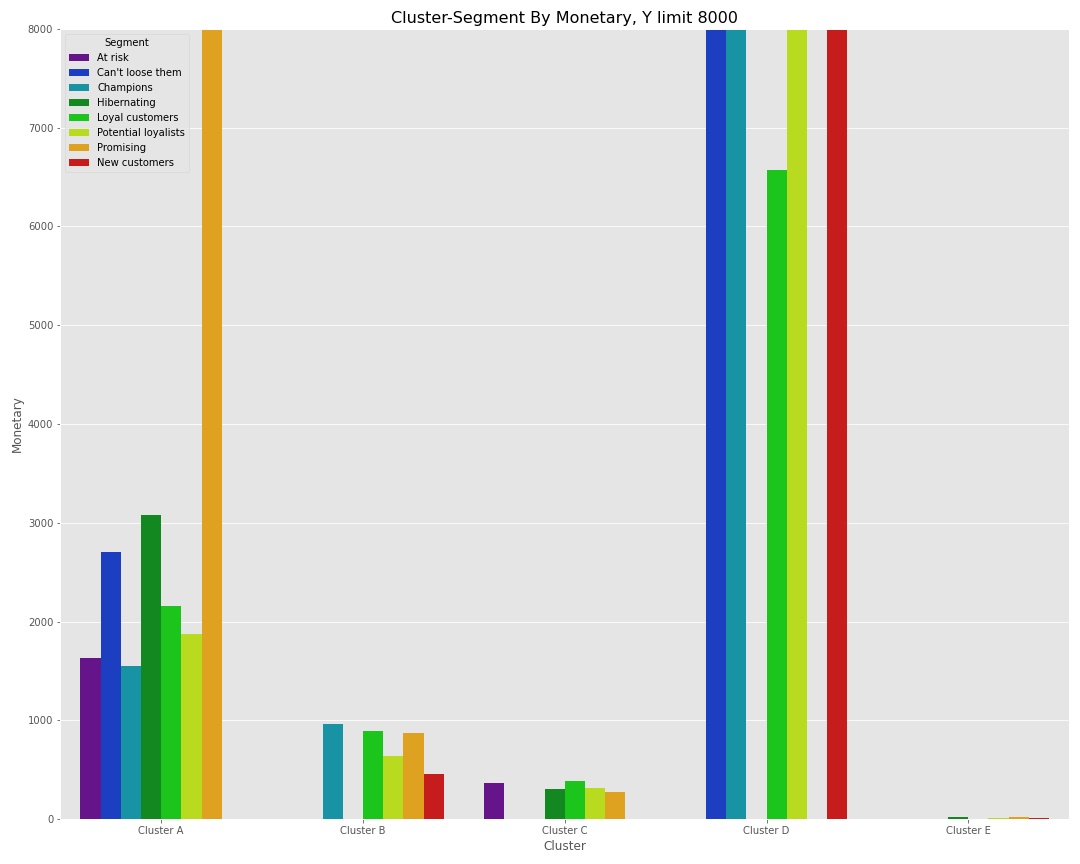 Cluster-Segment By Monetary, Y limit 8000
Segment
At risk
Can't loose them
Champions
Hibernating
Loyal customers
Potential loyalists
Promising
New customers
8000
7000
6000
5000
4000
3000
2000
1000
0
Monetary
Cluster A
Cluster B
Cluster C
Cluster D
Cluster E
Cluster